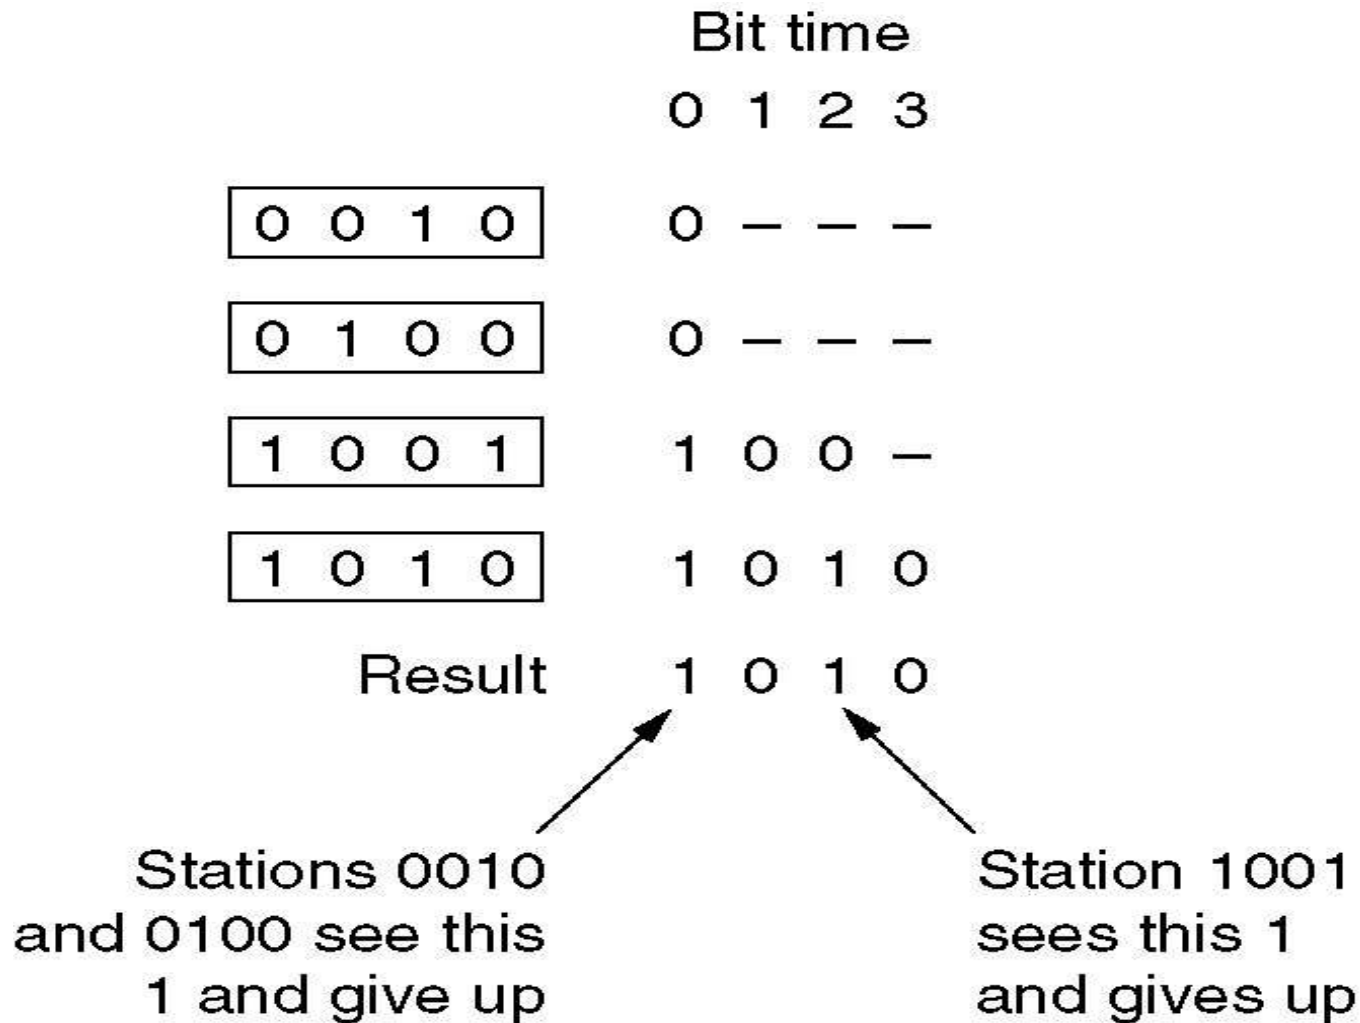 Bit time
0 1 2 3
0 0 1 0 0 – – –
0 1 0 0 0 – – –
1 0 0 1 1 0 0 –
1 0 1 0 1 0 1 0
Result 1 0 1 0
Stations 0010
and 0100 see this
1 and give up
Station 1001
sees this 1
and gives up